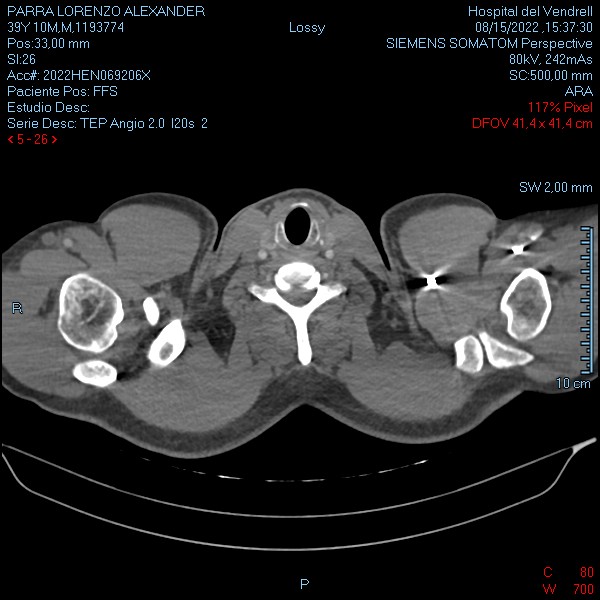 PARRA LORENZO ALEXANDER
39Y 10M,M,1193774
Pos:33,00 mm
SI:26
Acc#: 2022HEN069206X
Paciente Pos: FFS
Estudio Desc:
Serie Desc: TEP Angio 2.0 I20s 2
< 5 - 26 >
Lossy
Hospital del Vendrell
08/15/2022 ,15:37:30
SIEMENS SOMATOM Perspective
80kV, 242mAs
SC:500,00 mm
ARA
117% Pixel
DFOV 41,4 x 41,4 cm
SW 2,00 mm
R
10 cm
P
C 80
W 700